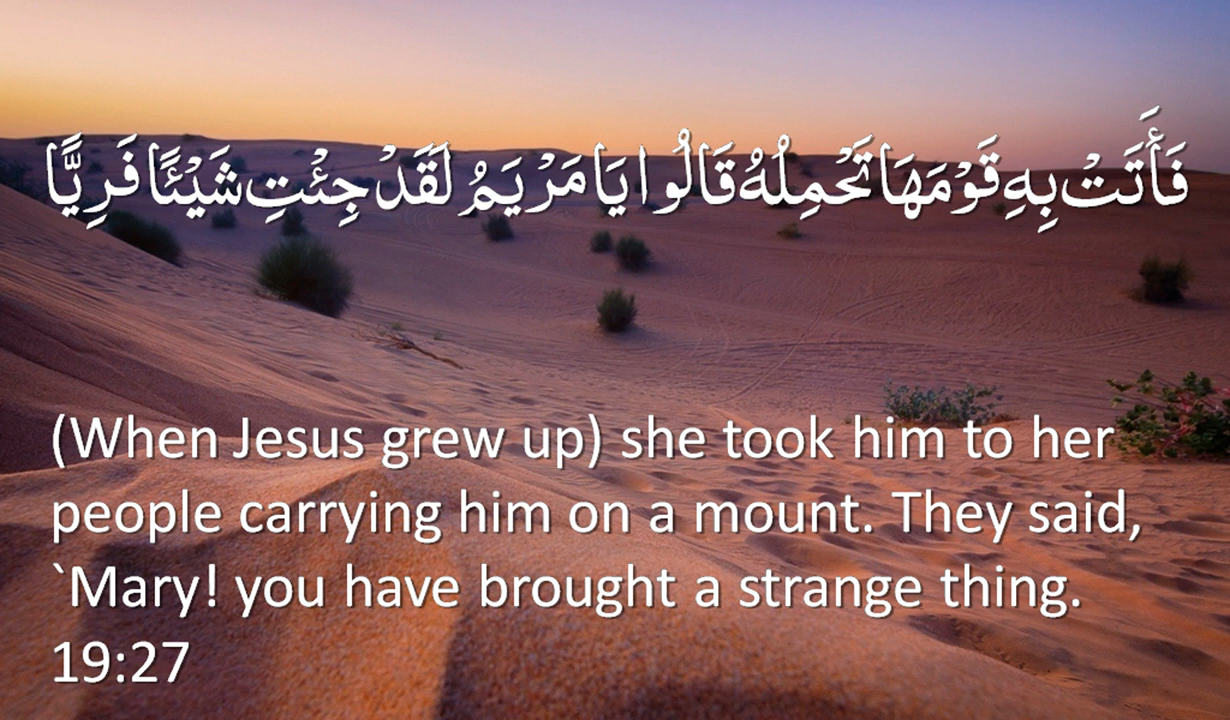 فَأَتَتْ بِهِ قَوْمَهَا تَحْمِلُهُ قَالُوا يَا مَرْيَمُ لَقَدْ جِئْتِ شَيْئًا فَرِيًّا
(When Jesus grew up) she took him to her
people carrying him on a mount. They said,
`Mary! you have brought a strange thing.
19:27